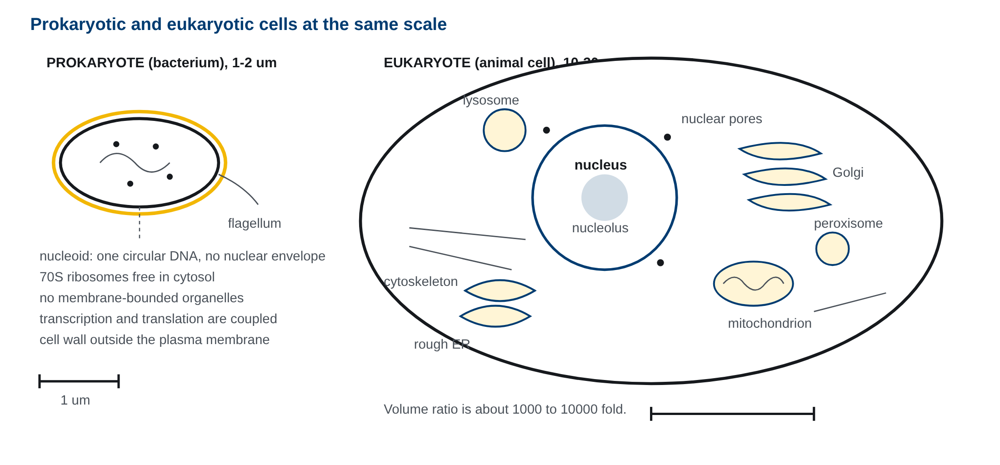 Prokaryotic and eukaryotic cells at the same scale
PROKARYOTE (bacterium), 1-2 um
EUKARYOTE (animal cell), 10-30
lysosome
nuclear pores
nucleus
Golgi
flagellum
nucleolus
peroxisome
nucleoid: one circular DNA, no nuclear envelope
70S ribosomes free in cytosol
cytoskeleton
no membrane-bounded organelles
transcription and translation are coupled
mitochondrion
cell wall outside the plasma membrane
rough ER
1 um
Volume ratio is about 1000 to 10000 fold.